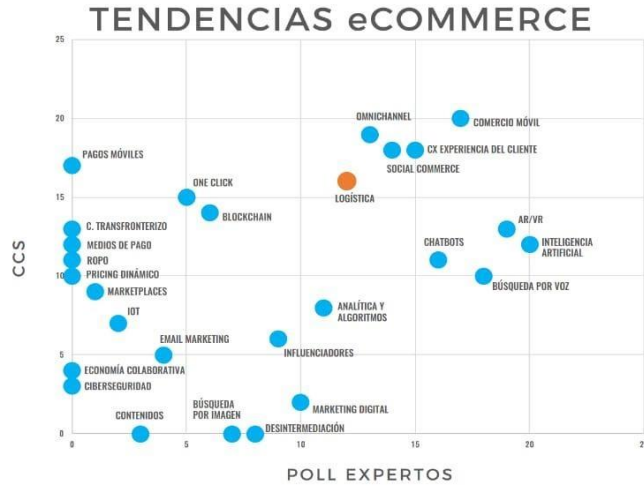 TENDENCIAS eCOMMERCE
25
20
15
10
5
0
CCS
OMNICHANNEL
COMERCIO MÓVIL
CX EXPERIENCIA DEL CLIENTE
SOCIAL COMMERCE
PAGOS MÓVILES
ONE CLICK
LOGÍSTICA
BLOCKCHAIN
C. TRANSFRONTERIZO
AR/VR
MEDIOS DE PAGO
CHATBOTS
INTELIGENCIA
ARTIFICIAL
ROPO
PRICING DINÁMICO
BÚSQUEDA POR VOZ
MARKETPLACES
IOT
ANALÍTICA Y
ALGORITMOS
EMAIL MARKETING
INFLUENCIADORES
ECONOMÍA COLABORATIVA
CIBERSEGURIDAD
CONTENIDOS
BÚSQUEDA
POR IMAGEN
MARKETING DIGITAL
DESINTERMEDIACIÓN
0
5
10
15
20
25
POLL EXPERTOS